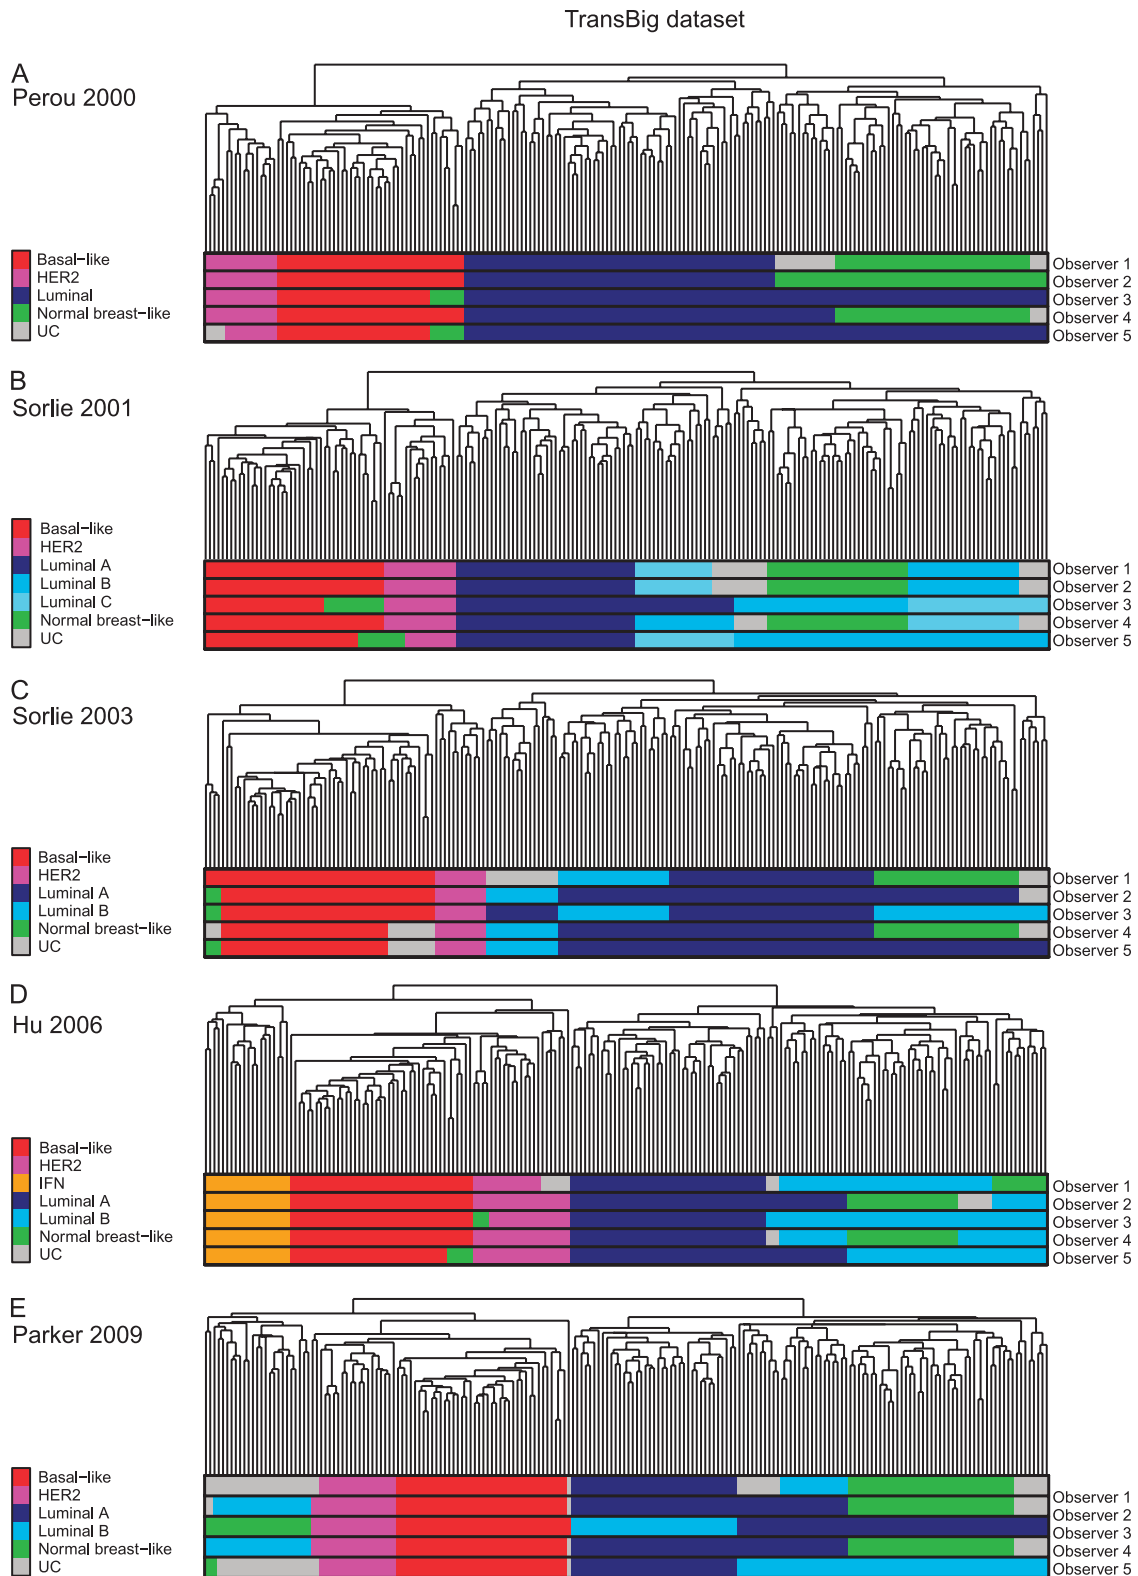 TransBig dataset
A
Perou 2000
Basal-like
HER2
Luminal
Normal breast-like
UC
Observer 1
Observer 2
Observer 3
Observer 4
Observer 5
B
Sorlie 2001
Basal-like
HER2
Luminal A
Luminal B
Luminal C
Normal breast-like
UC
Observer 1
Observer 2
Observer 3
Observer 4
Observer 5
C
Sorlie 2003
Basal-like
HER2
Luminal A
Luminal B
Normal breast-like
UC
Observer 1
Observer 2
Observer 3
Observer 4
Observer 5
D
Hu 2006
Basal-like
HER2
IFN
Luminal A
Luminal B
Normal breast-like
UC
Observer 1
Observer 2
Observer 3
Observer 4
Observer 5
E
Parker 2009
Basal-like
HER2
Luminal A
Luminal B
Normal breast-like
UC
Observer 1
Observer 2
Observer 3
Observer 4
Observer 5